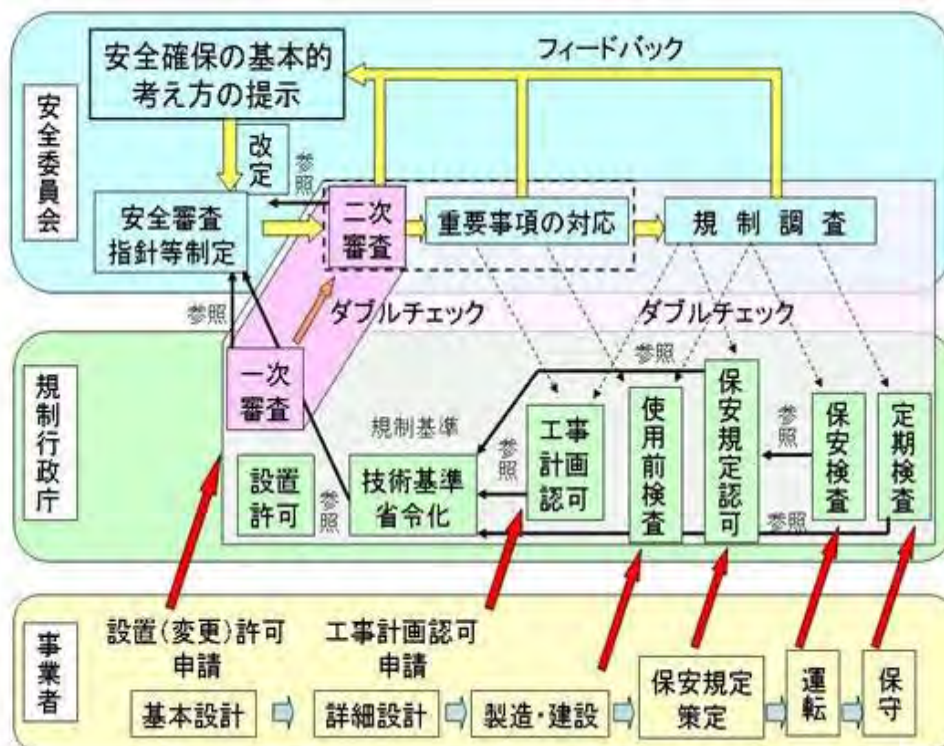 安全委員会
安全確保の基本的
考え方の提示
フィードバック
改定
参照
安全審査
指針等制定
二次
審査
重要事項の対応
規制調査
参照
ダブルチェック
ダブルチェック
規制行政庁
一次
審査
規制基準
参照
設置
許可
参照
技術基準
省令化
参照
工事
計画
認可
使用前検査
保安規定認可
参照
保安検査
定期検査
参照
事業者
設置(変更)許可
申請
工事計画認可
申請
基本設計
詳細設計
製造・建設
保安規定
策定
運転
保守